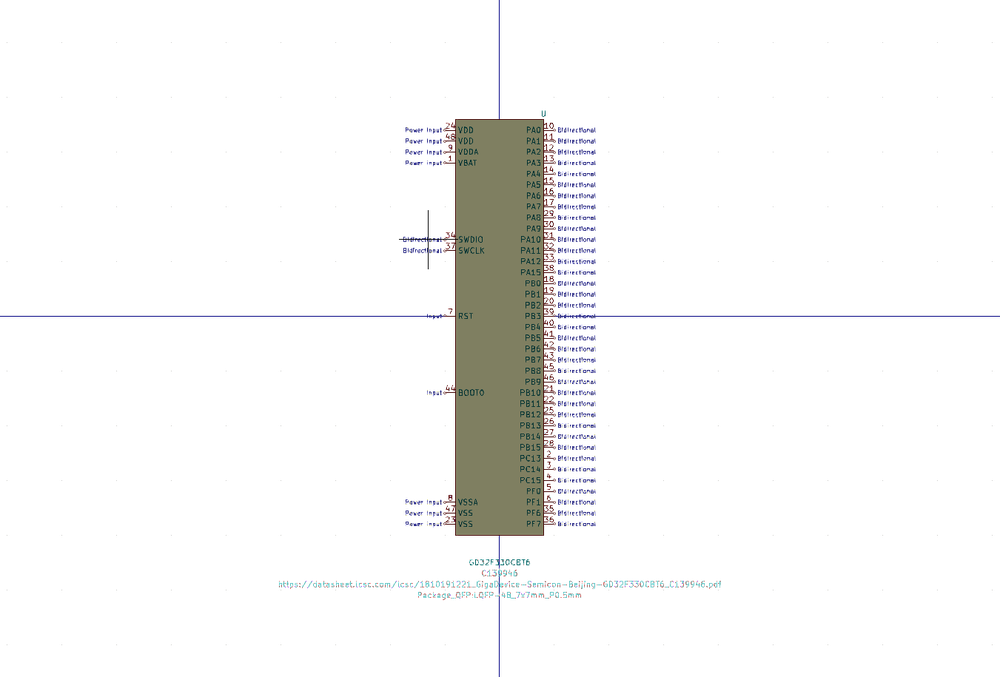 U
Power Input 24 VDD PA0 10 Bidirectional
Power Input 48 VDD PA1 11 Bidirectional
Power Input 9 VDDA PA2 12 Bidirectional
Power Input 1 VBAT PA3 13 Bidirectional
PA4 14 Bidirectional
PA5 15 Bidirectional
PA6 16 Bidirectional
PA7 17 Bidirectional
PA8 29 Bidirectional
PA9 30 Bidirectional
Bidirectional 34 SWDIO PA10 31 Bidirectional
Bidirectional 37 SWCLK PA11 32 Bidirectional
PA12 33 Bidirectional
PA15 38 Bidirectional
PB0 18 Bidirectional
PB1 19 Bidirectional
PB2 20 Bidirectional
Input 7 RST PB3 39 Bidirectional
PB4 40 Bidirectional
PB5 41 Bidirectional
PB6 42 Bidirectional
PB7 43 Bidirectional
PB8 45 Bidirectional
PB9 46 Bidirectional
Input 44 BOOT0 PB10 21 Bidirectional
PB11 22 Bidirectional
PB12 25 Bidirectional
PB13 26 Bidirectional
PB14 27 Bidirectional
PB15 28 Bidirectional
PC13 2 Bidirectional
PC14 3 Bidirectional
PC15 4 Bidirectional
PF0 5 Bidirectional
Power Input 8 VSSA PF1 6 Bidirectional
Power Input 47 VSS PF6 35 Bidirectional
Power Input 23 VSS PF7 36 Bidirectional
GD32F330CBT6
C139946
https://datasheet.lcsc.com/lcsc/1810191221_GigaDevice-Semicon-Beijing-GD32F330CBT6_C139946.pdf
Package_QFP:LQFP-48_7x7mm_P0.5mm